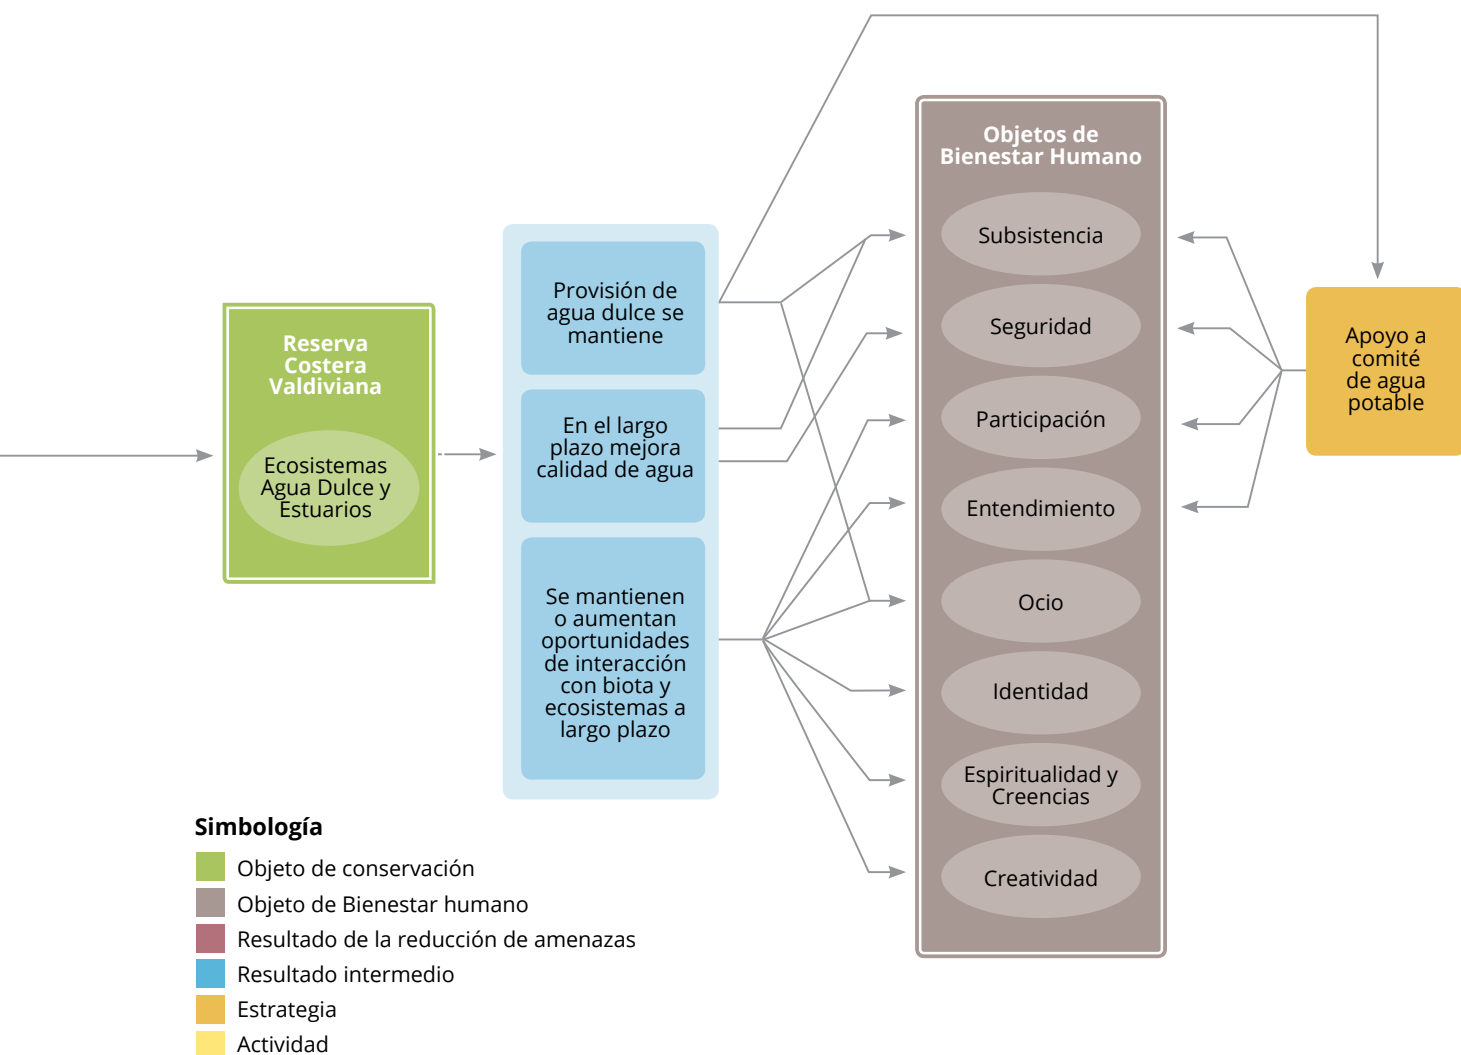 Reserva
Costera
Valdiviana
Ecosistemas
Agua Dulce y
Estuarios
Provisión de
agua dulce se
mantiene
En el largo
plazo mejora
calidad de agua
Se mantienen
o aumentan
oportunidades
de interacción
con biota y
ecosistemas a
largo plazo
Objetos de
Bienestar Humano
Subsistencia
Seguridad
Participación
Entendimiento
Ocio
Identidad
Espiritualidad y
Creencias
Creatividad
Apoyo a
comité
de agua
potable
Simbología
Objeto de conservación
Objeto de Bienestar humano
Resultado de la reducción de amenazas
Resultado intermedio
Estrategia
Actividad